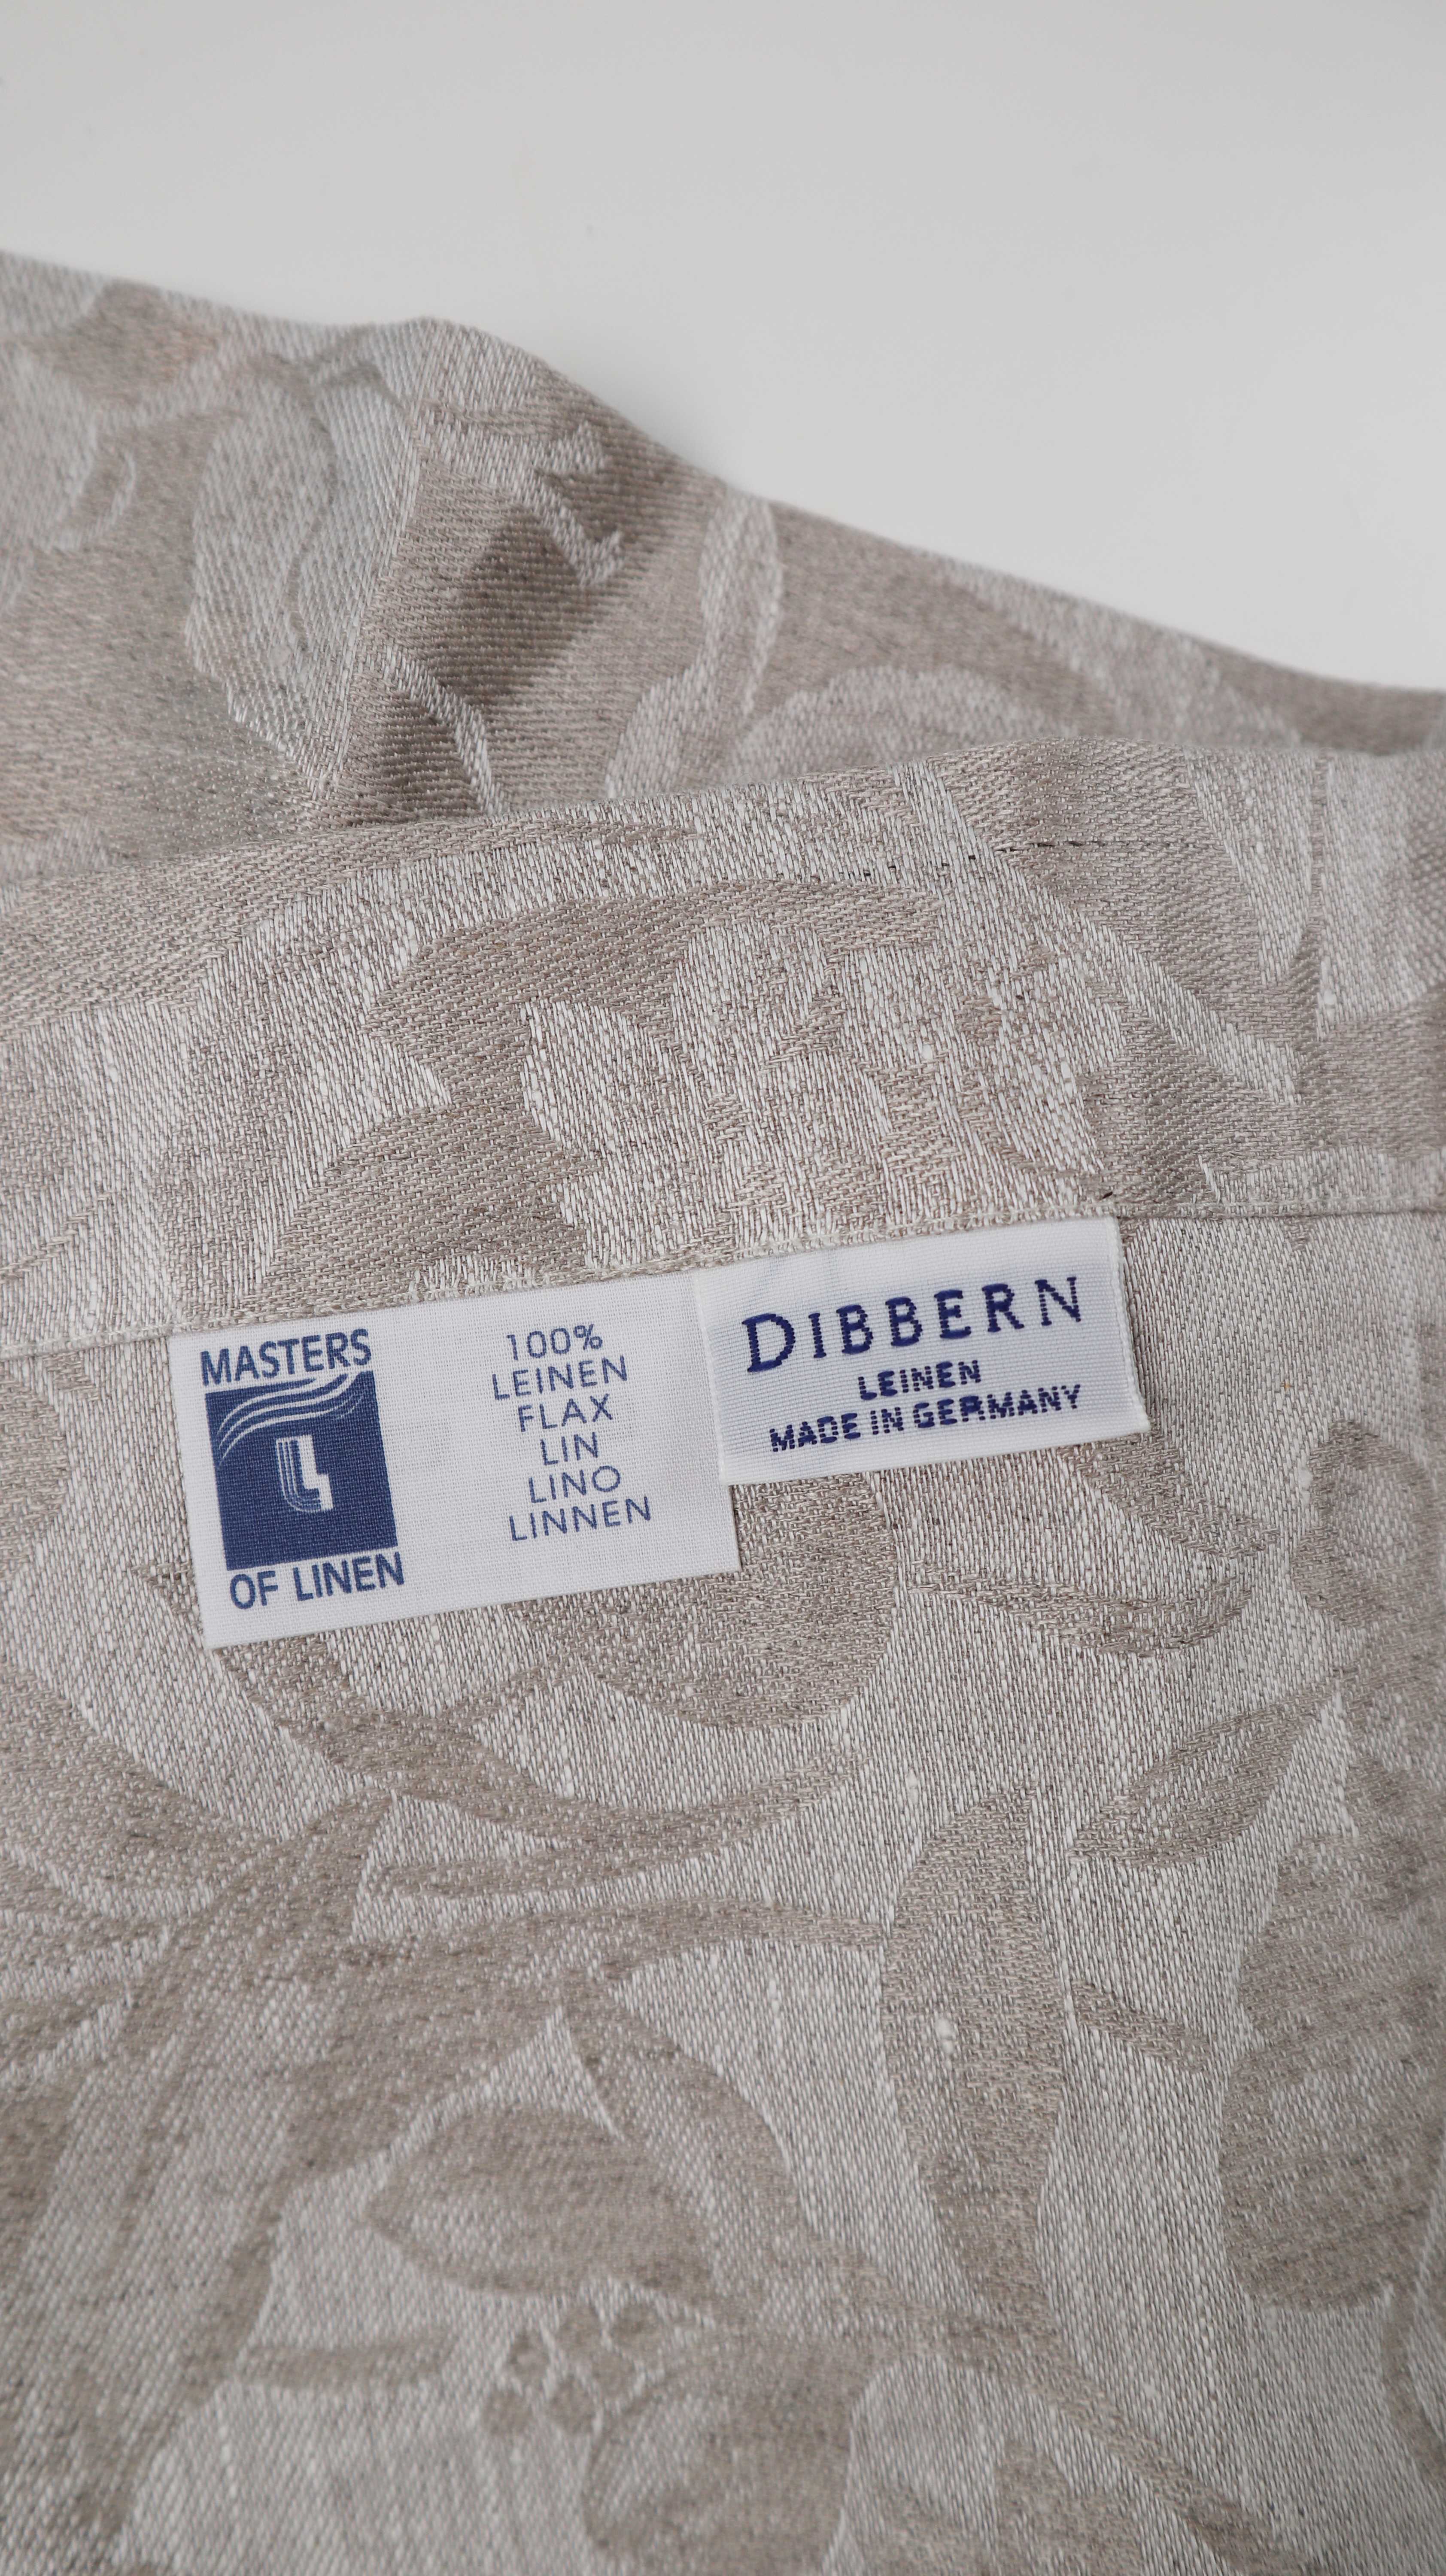 MASTERS
L
OF LINEN
100%
LEINEN
FLAX
LIN
LINO
LINNEN
DIBBERN
LEINEN
MADE IN GERMANY